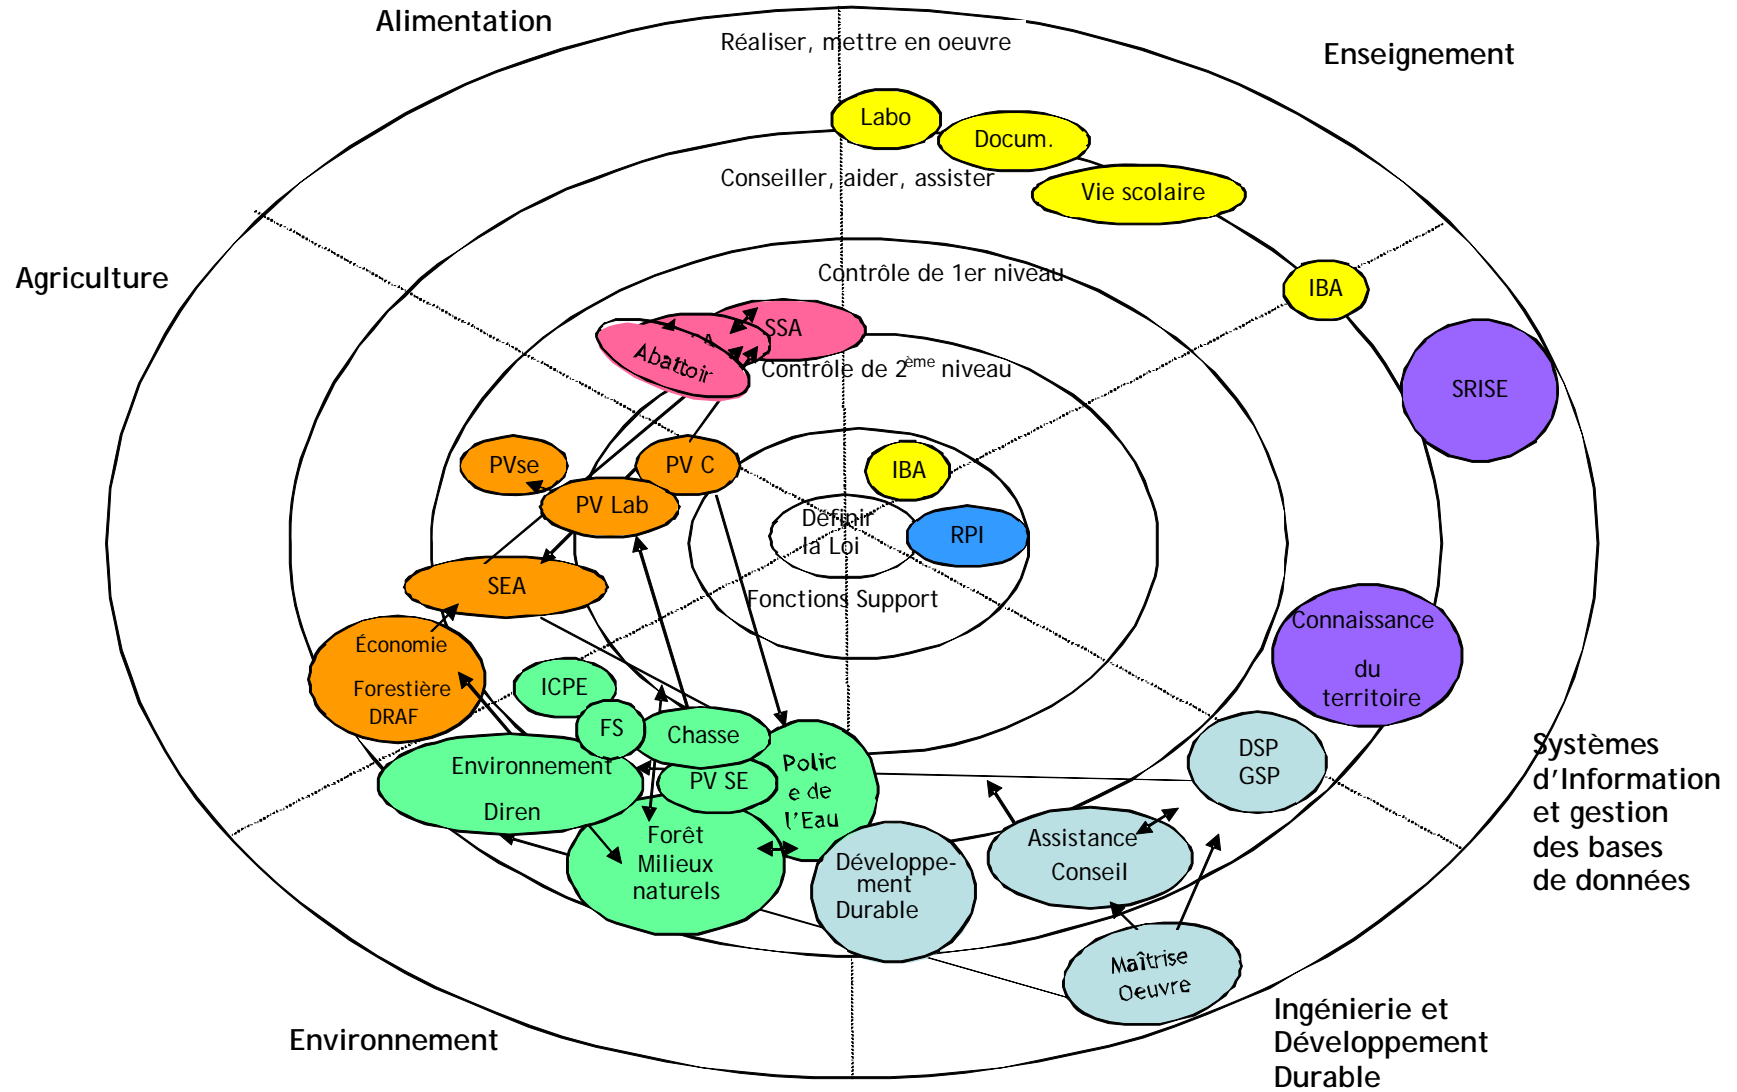 Alimentation
Réaliser, mettre en oeuvre
Enseignement
Labo
Docum.
Conseiller, aider, assister
Vie scolaire
Agriculture
Contrôle de 1er niveau
IBA
SSA
Abattoir
Contrôle de 2ème niveau
SRISE
PVse
PV C
IBA
PV Lab
Définir
la Loi
RPI
SEA
Fonctions Support
Économie
Forestière
DRAF
Connaissance
du
territoire
ICPE
FS
Chasse
Environnement
Diren
PV SE
Polic
e de
l'Eau
DSP
GSP
Systèmes
d'Information
et gestion
des bases
de données
Forêt
Milieux
naturels
Développe-
ment
Durable
Assistance
Conseil
Maîtrise
Oeuvre
Environnement
Ingénierie et
Développement
Durable